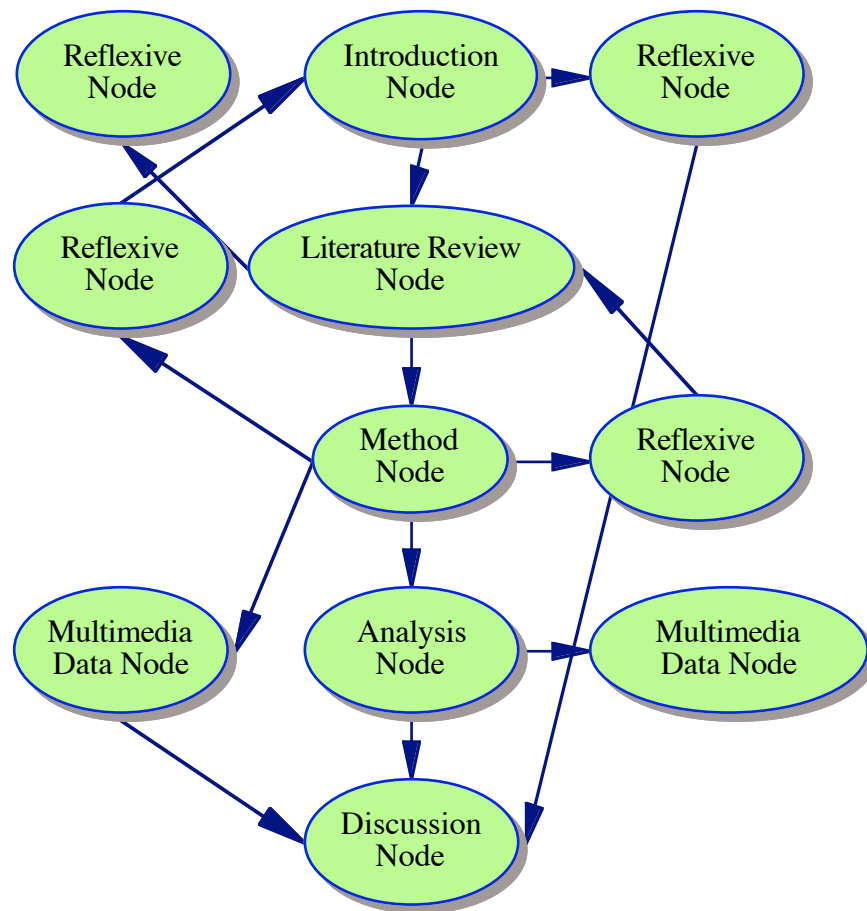 Reflexive
Node
Introduction
Node
Reflexive
Node
Reflexive
Node
Literature Review
Node
Method
Node
Reflexive
Node
Multimedia
Data Node
Analysis
Node
Multimedia
Data Node
Discussion
Node